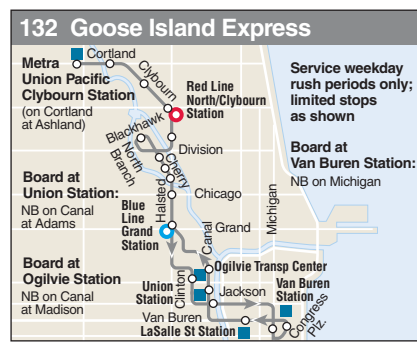 132 Goose Island Express
Cortland
Metra
Union Pacific
Clybourn Station
(on Cortland
at Ashland)
Clybourn
Red Line
North/Clybourn
Station
Service weekday
rush periods only;
limited stops
as shown
Blackhawk
Division
North
Branch
Cherry
Board at
Van Buren Station:
NB on Michigan
Board at
Union Station:
NB on Canal
at Adams
Halsted
Chicago
Michigan
Blue
Line
Grand
Station
Canal
Grand
Board at
Ogilvie Station
NB on Canal
at Madison
Ogilvie Transp Center
Union
Station
Clinton
Jackson
Van Buren
Station
Van Buren
LaSalle St Station
Congress
Plz.